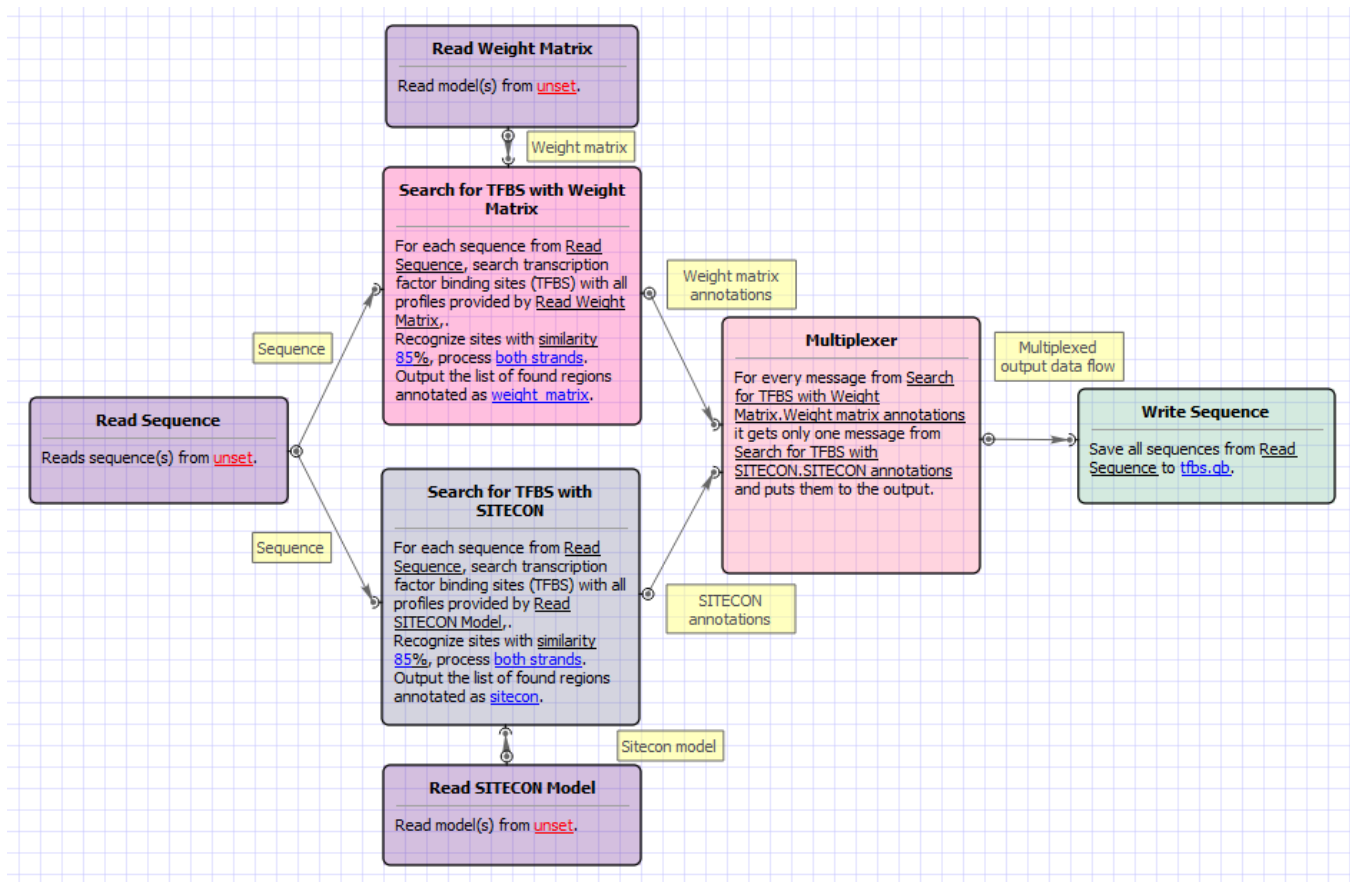 Read Weight Matrix
Read model(s) from unset.
Weight matrix
Search for TFBS with Weight
Matrix
For each sequence from Read
Sequence, search transcription
factor binding sites (TFBS) with all
profiles provided by Read Weight
Matrix,.
Recognize sites with similarity
85%, process both strands.
Output the list of found regions
annotated as weight_matrix.
Weight matrix
annotations
Sequence
Read Sequence
Reads sequence(s) from unset.
Sequence
Multiplexer
For every message from Search
for TFBS with Weight
Matrix.Weight matrix annotations
it gets only one message from
Search for TFBS with
SITECON.SITECON annotations
and puts them to the output.
Multiplexed
output data flow
Write Sequence
Save all sequences from Read
Sequence to tfbs.gb.
Search for TFBS with
SITECON
For each sequence from Read
Sequence, search transcription
factor binding sites (TFBS) with all
profiles provided by Read
SITECON Model,.
Recognize sites with similarity
85%, process both strands.
Output the list of found regions
annotated as sitecon.
SITECON
annotations
Sitecon model
Read SITECON Model
Read model(s) from unset.